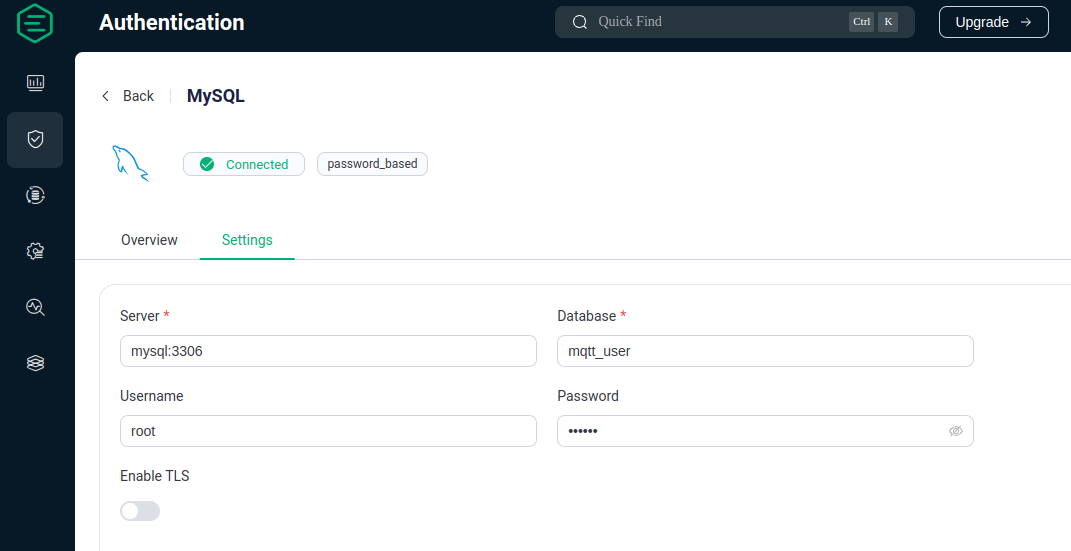 Authentication
Quick Find
Ctrl K
Upgrade →
Back
MySQL
Connected
password_based
Overview
Settings
Server *
Database *
mysql:3306
mqtt_user
Username
Password
root
••••••
Enable TLS